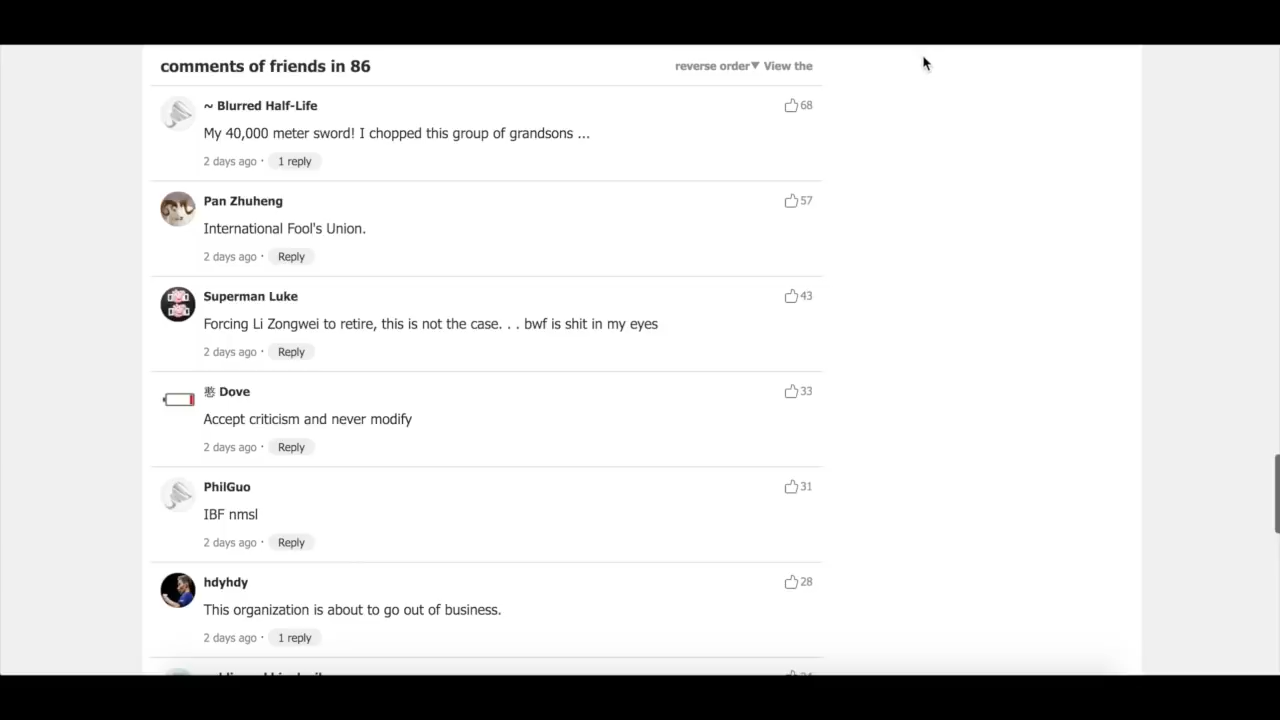 comments of friends in 86
reverse order▼ View the
~ Blurred Half-Life
68
My 40,000 meter sword! I chopped this group of grandsons ...
2 days ago · 1 reply
Pan Zhuheng
57
International Fool's Union.
2 days ago · Reply
Superman Luke
43
Forcing Li Zongwei to retire, this is not the case. . . bwf is shit in my eyes
2 days ago · Reply
憨 Dove
33
Accept criticism and never modify
2 days ago · Reply
PhilGuo
31
IBF nmsl
2 days ago · Reply
hdyhdy
28
This organization is about to go out of business.
2 days ago · 1 reply